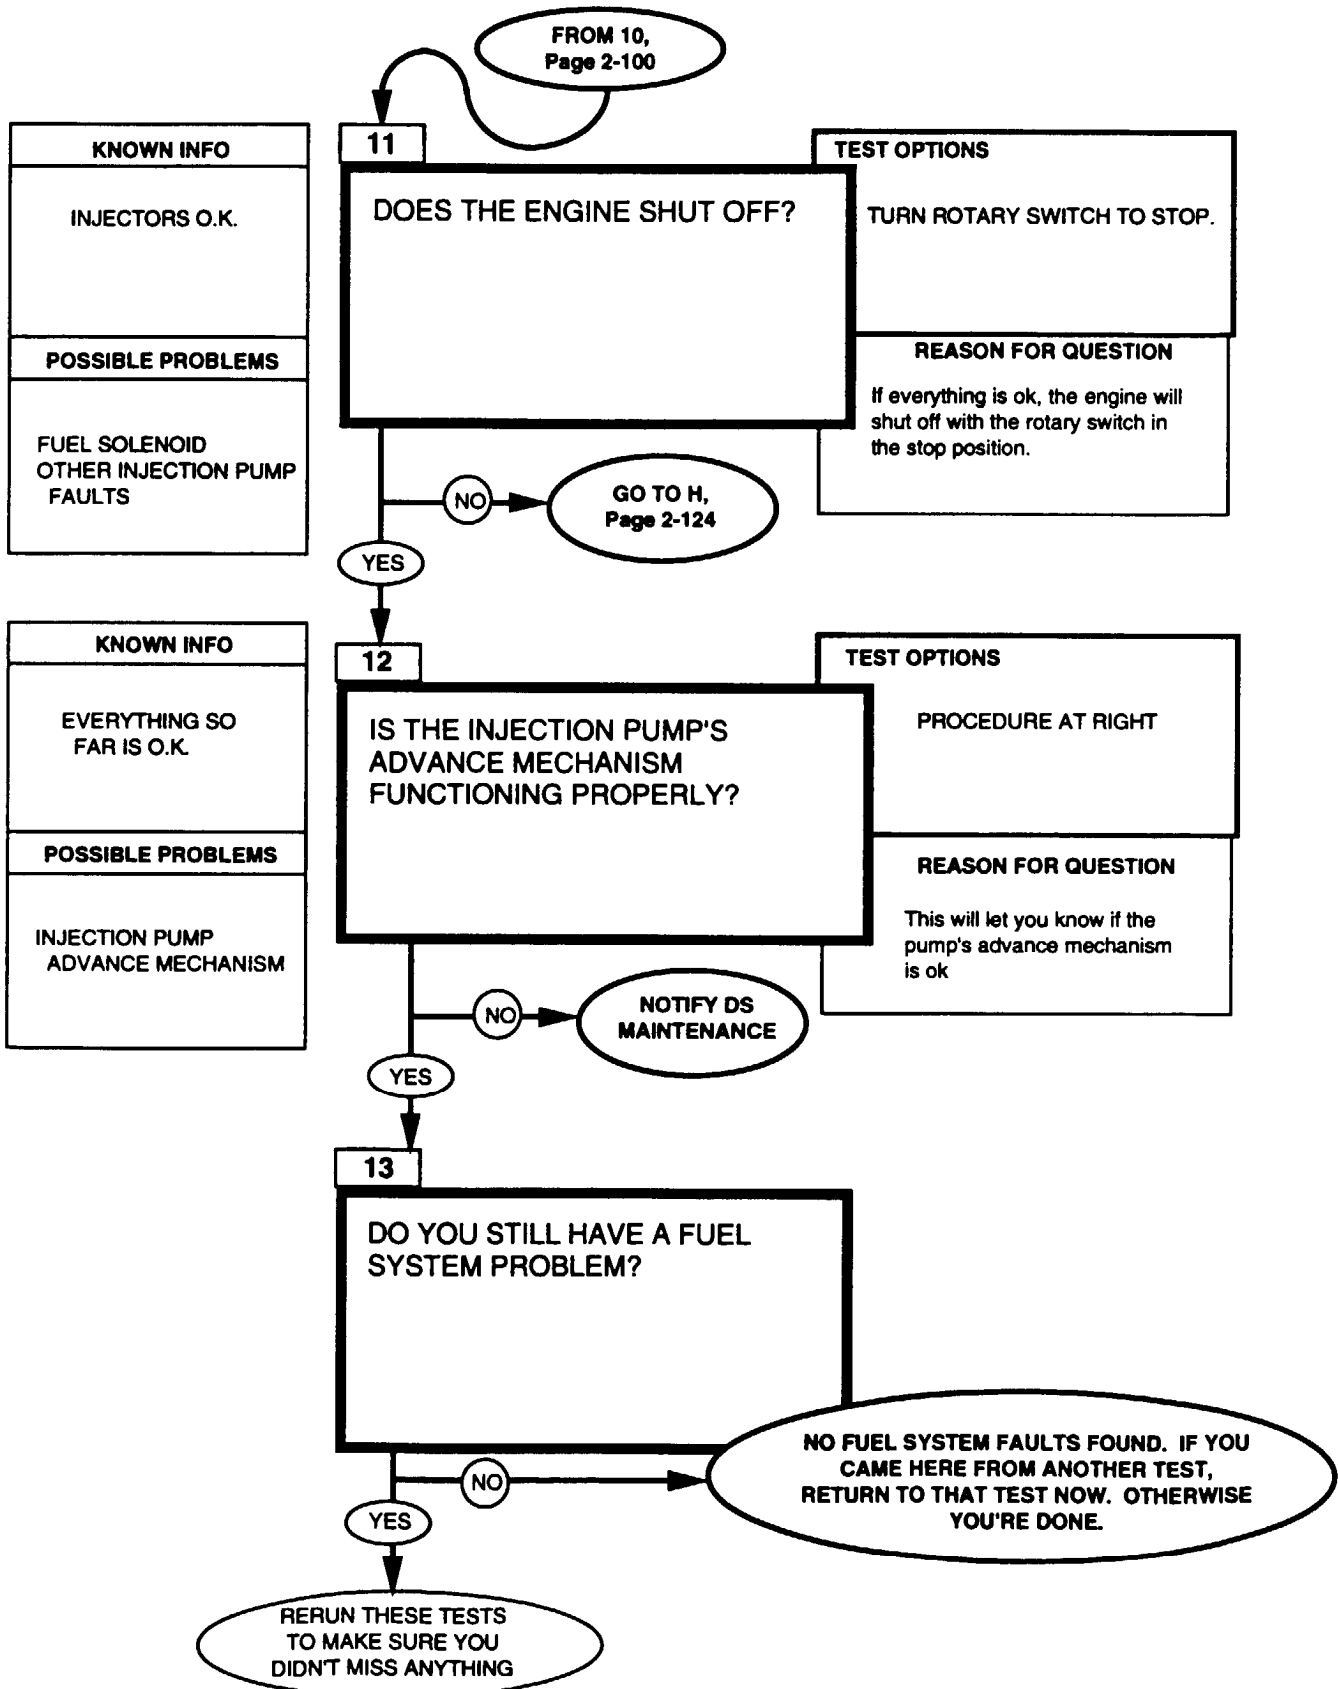 FROM 10,
Page 2-100
KNOWN INFO
INJECTORS O.K.
POSSIBLE PROBLEMS
FUEL SOLENOID
OTHER INJECTION PUMP
FAULTS
11
DOES THE ENGINE SHUT OFF?
TEST OPTIONS
TURN ROTARY SWITCH TO STOP.
REASON FOR QUESTION
If everything is ok, the engine will
shut off with the rotary switch in
the stop position.
NO
GO TO H,
Page 2-124
YES
KNOWN INFO
EVERYTHING SO
FAR IS O.K.
POSSIBLE PROBLEMS
INJECTION PUMP
ADVANCE MECHANISM
12
IS THE INJECTION PUMP'S
ADVANCE MECHANISM
FUNCTIONING PROPERLY?
TEST OPTIONS
PROCEDURE AT RIGHT
REASON FOR QUESTION
This will let you know if the
pump's advance mechanism
is ok
NO
NOTIFY DS
MAINTENANCE
YES
13
DO YOU STILL HAVE A FUEL
SYSTEM PROBLEM?
NO
NO FUEL SYSTEM FAULTS FOUND. IF YOU
CAME HERE FROM ANOTHER TEST,
RETURN TO THAT TEST NOW. OTHERWISE
YOU'RE DONE.
YES
RERUN THESE TESTS
TO MAKE SURE YOU
DIDN'T MISS ANYTHING